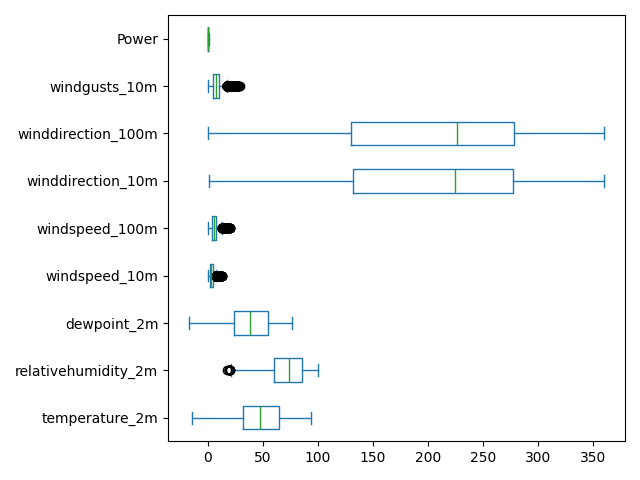 Power
windgusts_10m
winddirection_100m
winddirection_10m
windspeed_100m
windspeed_10m
dewpoint_2m
relativehumidity_2m
temperature_2m
0 50 100 150 200 250 300 350